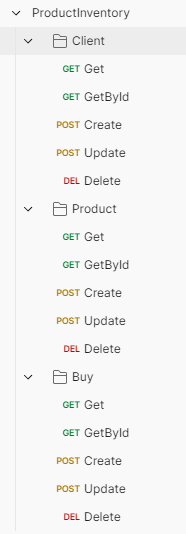 ProductInventory
Client
GET Get
GET GetById
POST Create
POST Update
DEL Delete
Product
GET Get
GET GetById
POST Create
POST Update
DEL Delete
Buy
GET Get
GET GetById
POST Create
POST Update
DEL Delete